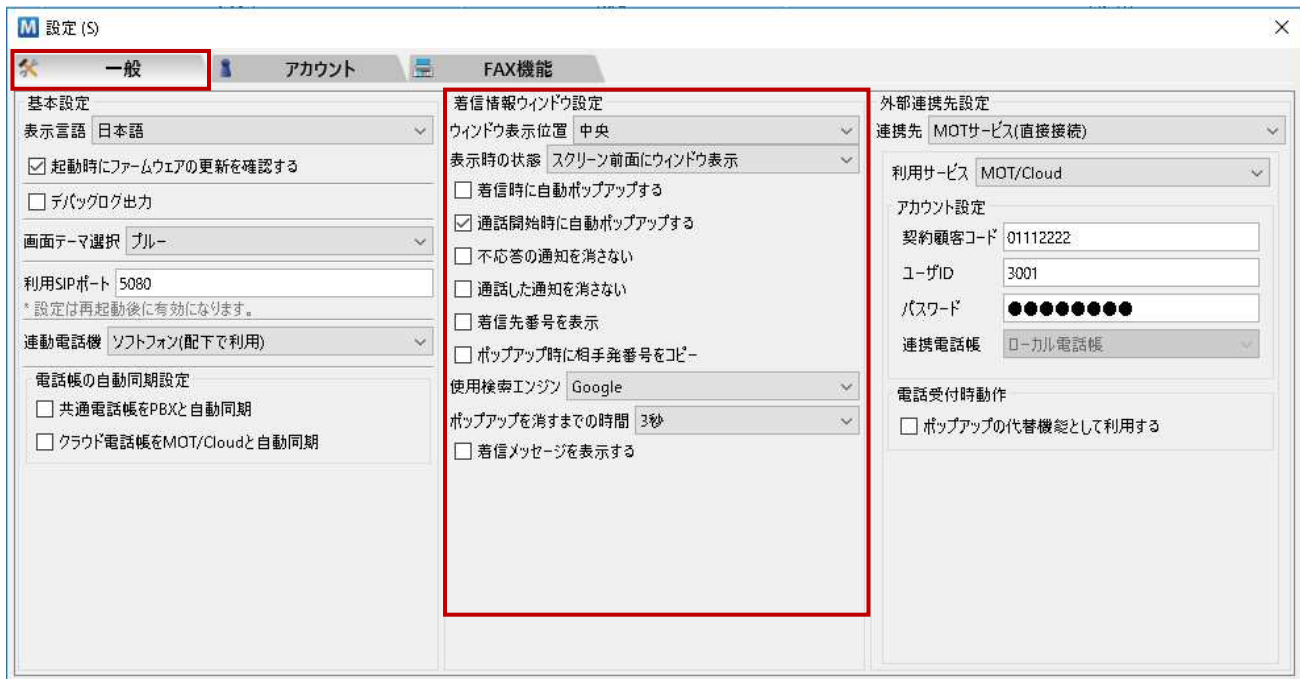 M 設定 (S)
一般 アカウント FAX機能
基本設定
表示言語 日本語
起動時にファームウェアの更新を確認する
デバッグログ出力
画面テーマ選択 ブルー
利用SIPポート 5080
* 設定は再起動後に有効になります。
連動電話機 ソフトフォン(配下で利用)
電話帳の自動同期設定
共通電話帳をPBXと自動同期
クラウド電話帳をMOT/Cloudと自動同期
着信情報ウィンドウ設定
ウィンドウ表示位置 中央
表示時の状態 スクリーン前面にウィンドウ表示
着信時に自動ポップアップする
通話開始時に自動ポップアップする
不応答の通知を消さない
通話した通知を消さない
着信先番号を表示
ポップアップ時に相手発番号をコピー
使用検索エンジン Google
ポップアップを消すまでの時間 3秒
着信メッセージを表示する
外部連携先設定
連携先 MOTサービス(直接接続)
利用サービス MOT/Cloud
アカウント設定
契約顧客コード 01112222
ユーザID 3001
パスワード ●●●●●●●●
連携電話帳 ローカル電話帳
電話受付時動作
ポップアップの代替機能として利用する